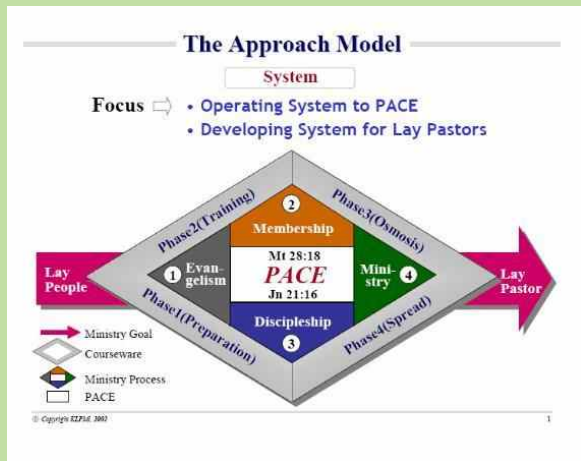 The Approach Model
System
Focus
• Operating System to PACE
• Developing System for Lay Pastors
Phase2(Training)
Phase3(Osmosis)
2
Membership
Lay
People
1
Evan-
gelism
Mt 28:18
PACE
Jn 21:16
Mini-
stry
4
Lay
Pastor
Discipleship
3
Phase1(Preparation)
Phase4(Spread)
Ministry Goal
Courseware
Ministry Process
PACE
1